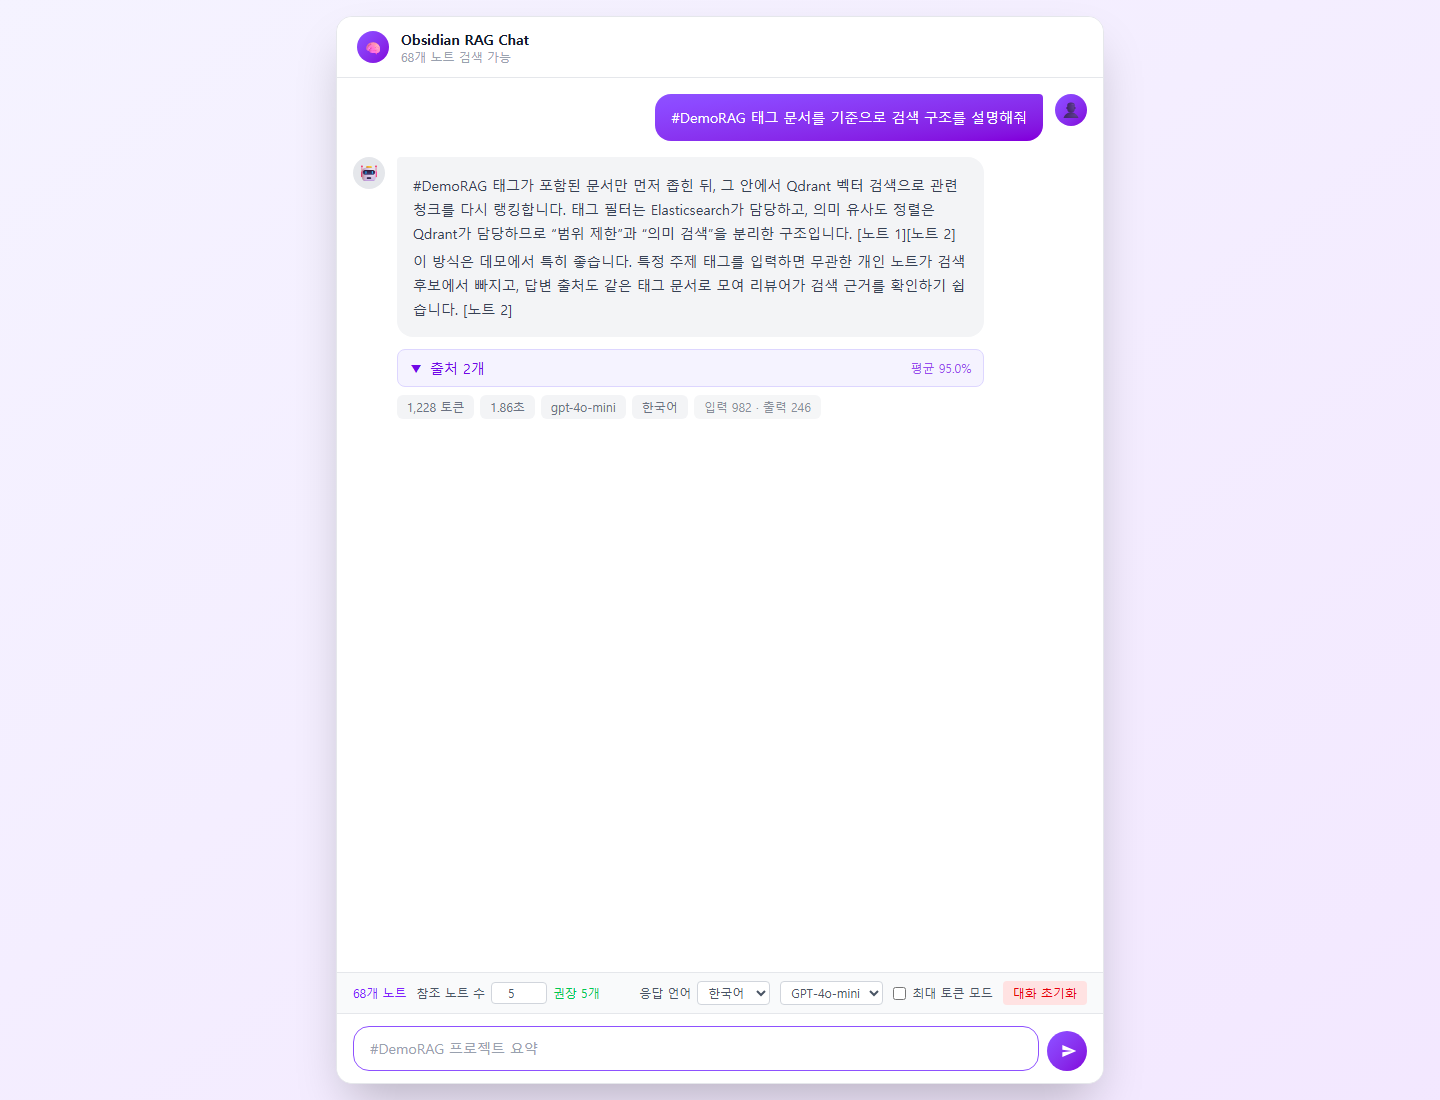 Obsidian RAG Chat
68개 노트 검색 가능
#DemoRAG 태그 문서를 기준으로 검색 구조를 설명해줘
#DemoRAG 태그가 포함된 문서만 먼저 좁힌 뒤, 그 안에서 Qdrant 벡터 검색으로 관련
청크를 다시 랭킹합니다. 태그 필터는 Elasticsearch가 담당하고, 의미 유사도 정렬은
Qdrant가 담당하므로 “범위 제한”과 “의미 검색”을 분리한 구조입니다. [노트 1][노트 2]
이 방식은 데모에서 특히 좋습니다. 특정 주제 태그를 입력하면 무관한 개인 노트가 검색
후보에서 빠지고, 답변 출처도 같은 태그 문서로 모여 리뷰어가 검색 근거를 확인하기 쉽
습니다. [노트 2]
▼ 출처 2개 평균 95.0%
1,228 토큰 1.86초 gpt-4o-mini 한국어 입력 982 · 출력 246
68개 노트 참조 노트 수 5 권장 5개 응답 언어 한국어 GPT-4o-mini 최대 토큰 모드 대화 초기화
#DemoRAG 프로젝트 요약